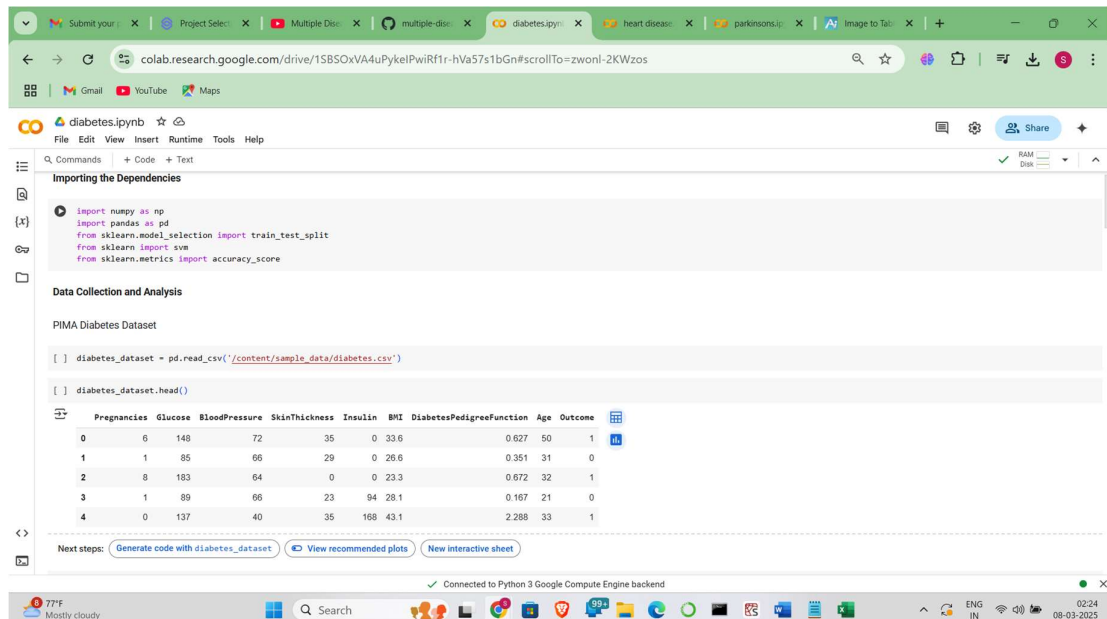 Submit your p
Project Select
Multiple Dise
multiple-dise
diabetes.ipyn
heart disease
parkinsons.ip
Image to Tab
colab.research.google.com/drive/1SBSOxVA4uPykelPwiRf1r-hVa57s1bGn#scrollTo=zwonl-2KWzos
S
Gmail YouTube Maps
CO diabetes.ipynb
File Edit View Insert Runtime Tools Help
Share
Commands + Code + Text
RAM
Disk
Importing the Dependencies
import numpy as np
import pandas as pd
from sklearn.model_selection import train_test_split
from sklearn import svm
from sklearn.metrics import accuracy_score
{x}
Data Collection and Analysis
PIMA Diabetes Dataset
[ ] diabetes_dataset = pd.read_csv('/content/sample_data/diabetes.csv')
[ ] diabetes_dataset.head()
Pregnancies Glucose BloodPressure SkinThickness Insulin BMI DiabetesPedigreeFunction Age Outcome
0 6 148 72 35 0 33.6 0.627 50 1
1 1 85 66 29 0 26.6 0.351 31 0
2 8 183 64 0 0 23.3 0.672 32 1
3 1 89 66 23 94 28.1 0.167 21 0
4 0 137 40 35 168 43.1 2.288 33 1
Next steps: Generate code with diabetes_dataset View recommended plots New interactive sheet
Connected to Python 3 Google Compute Engine backend
8 77°F
Mostly cloudy
Search
99+
ENG
IN
02:24
08-03-2025